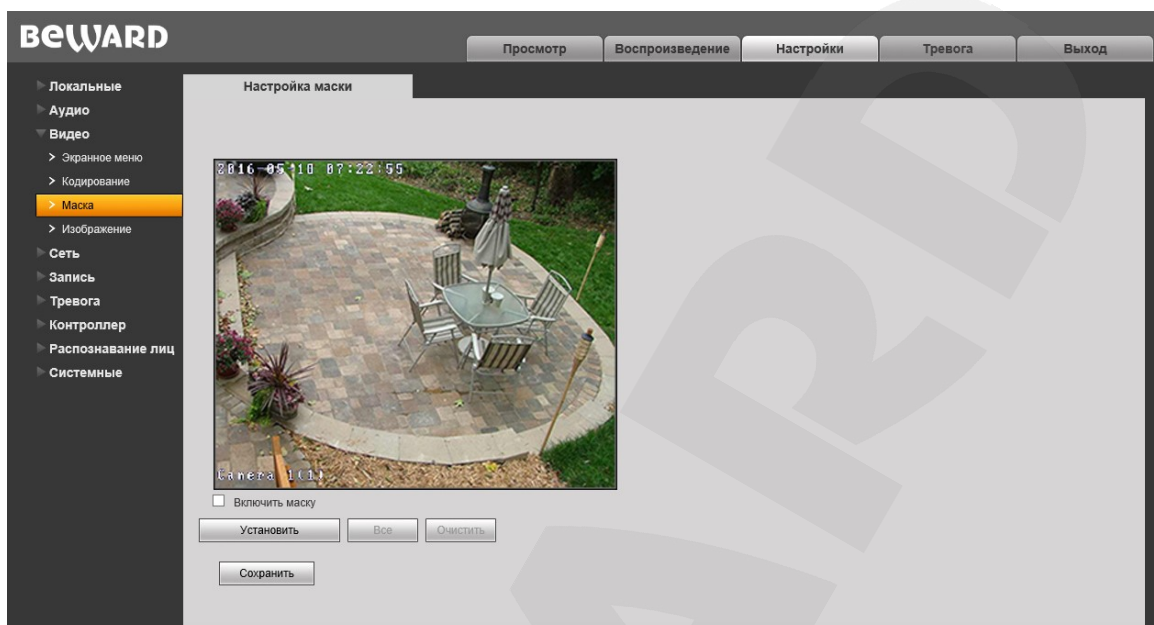 BEWARD
Просмотр
Воспроизведение
Настройки
Тревога
Выход
Локальные
Аудио
Видео
> Экранное меню
> Кодирование
> Маска
> Изображение
Сеть
Запись
Тревога
Контроллер
Распознавание лиц
Системные
Настройка маски
2016-05-10 07:22:55
Camera 1(1)
Включить маску
Установить
Все
Очистить
Сохранить